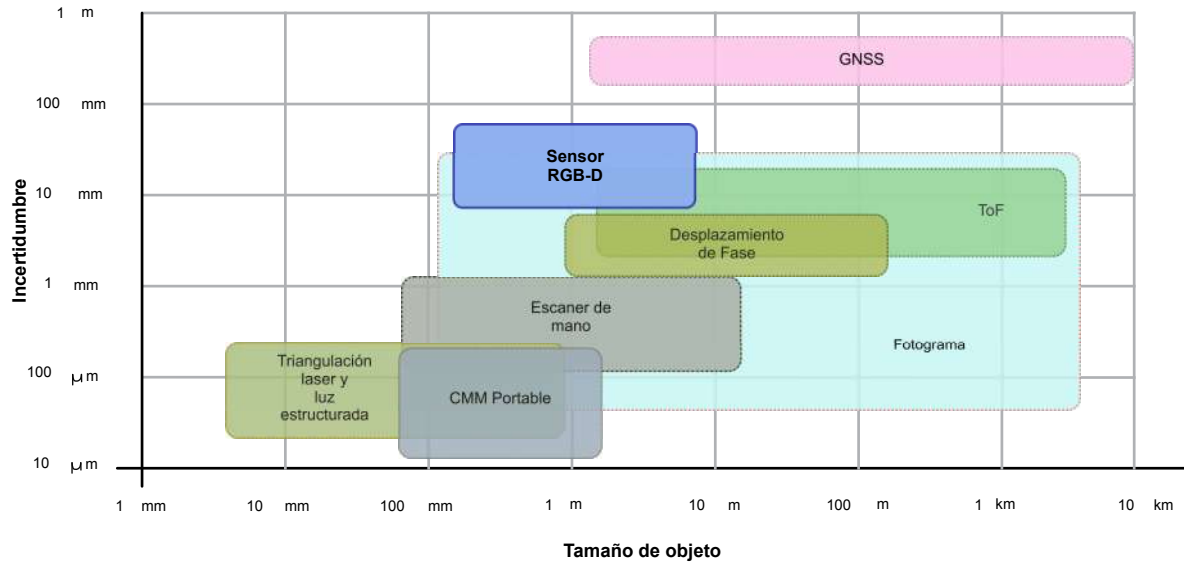 1 m
GNSS
100 mm
Sensor
RGB-D
10 mm
ToF
Desplazamiento
de Fase
Incertidumbre
1 mm
Escaner de
mano
Fotograma
Triangulación
laser y
luz
estructurada
100 μm
CMM Portable
10 μm
1 mm 10 mm 100 mm 1 m 10 m 100 m 1 km 10 km
Tamaño de objeto